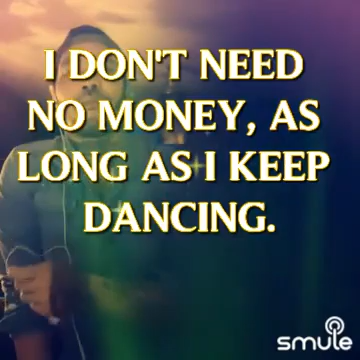 I DON'T NEED
NO MONEY, AS
LONG AS I KEEP
DANCING.
smule